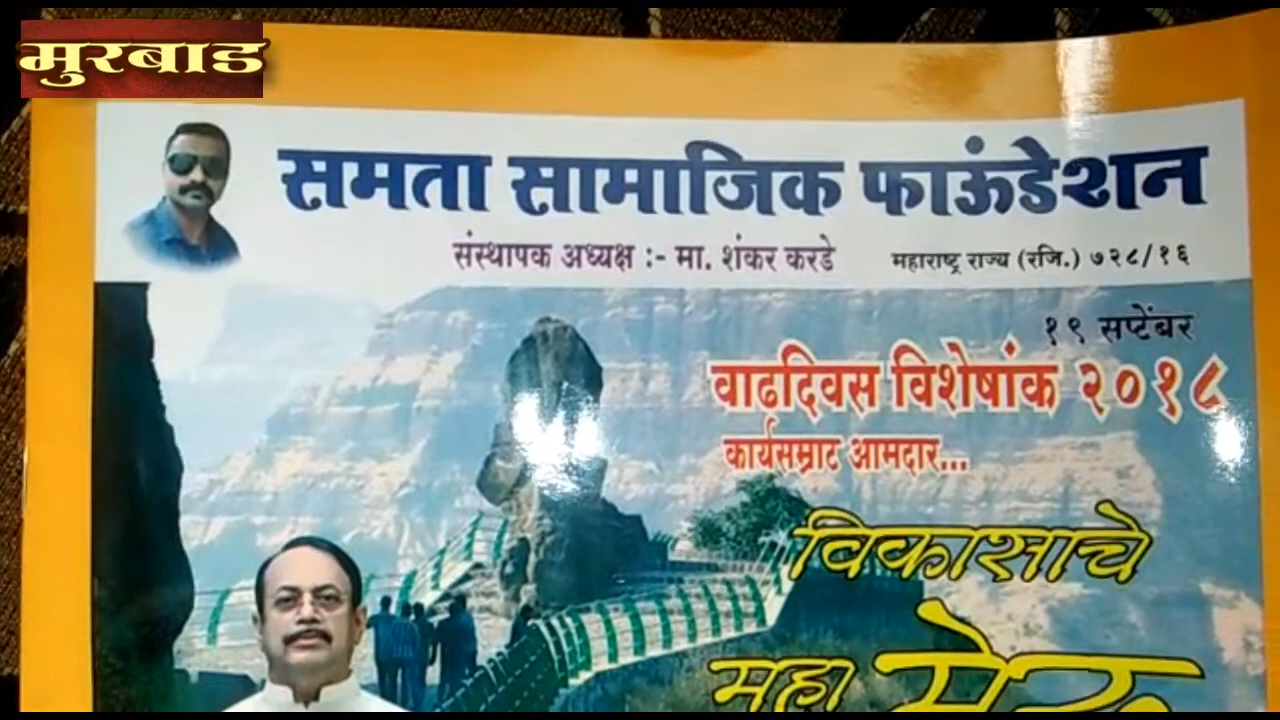 मुरबाड
समता सामाजिक फाऊंडेशन
संस्थापक अध्यक्ष :- मा. शंकर करडे
महाराष्ट्र राज्य (रजि.) ७२८/१६
१९ सप्टेंबर
वाढदिवस विशेषांक २०१८
कार्यसम्राट आमदार...
विकासाचे
महा मेरू